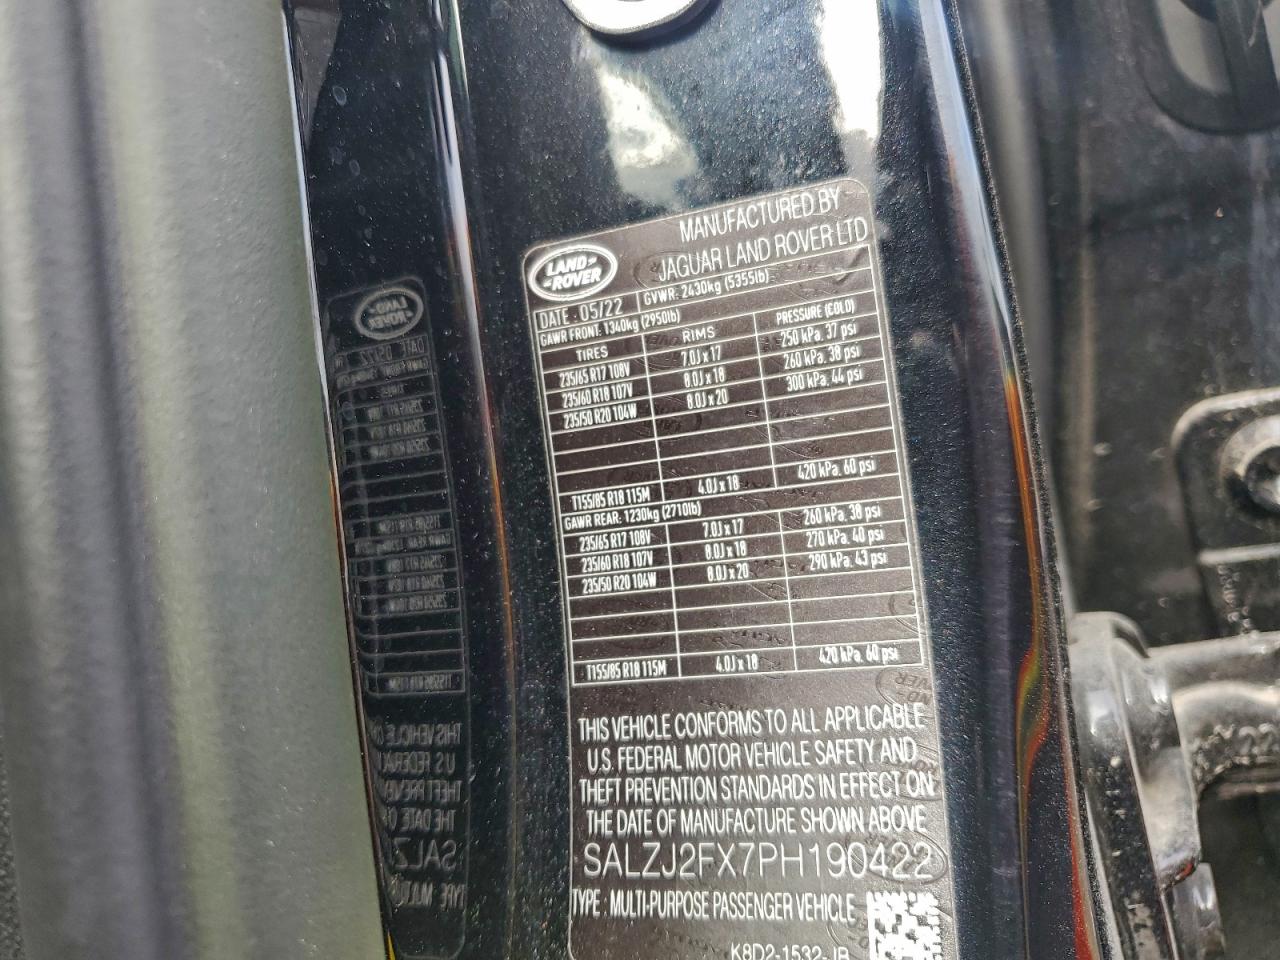 LAND ROVER
MANUFACTURED BY
JAGUAR LAND ROVER LTD
DATE : 05/22 GVWR: 2430kg (5355lb)
GAWR FRONT: 1340kg (2950lb)
TIRES RIMS PRESSURE (COLD)
235/65 R17 108V 7.0J x 17 250 kPa, 37 psi
235/60 R18 107V 8.0J x 18 260 kPa, 38 psi
235/50 R20 104W 8.0J x 20 300 kPa, 44 psi
T155/85 R18 115M 4.0J x 18 420 kPa, 60 psi
GAWR REAR: 1230kg (2710lb)
235/65 R17 108V 7.0J x 17 260 kPa, 38 psi
235/60 R18 107V 8.0J x 18 270 kPa, 40 psi
235/50 R20 104W 8.0J x 20 290 kPa, 43 psi
T155/85 R18 115M 4.0J x 18 420 kPa, 60 psi
THIS VEHICLE CONFORMS TO ALL APPLICABLE
U.S. FEDERAL MOTOR VEHICLE SAFETY AND
THEFT PREVENTION STANDARDS IN EFFECT ON
THE DATE OF MANUFACTURE SHOWN ABOVE
SALZJ2FX7PH190422
TYPE : MULTI-PURPOSE PASSENGER VEHICLE
K8D2-1532-JB